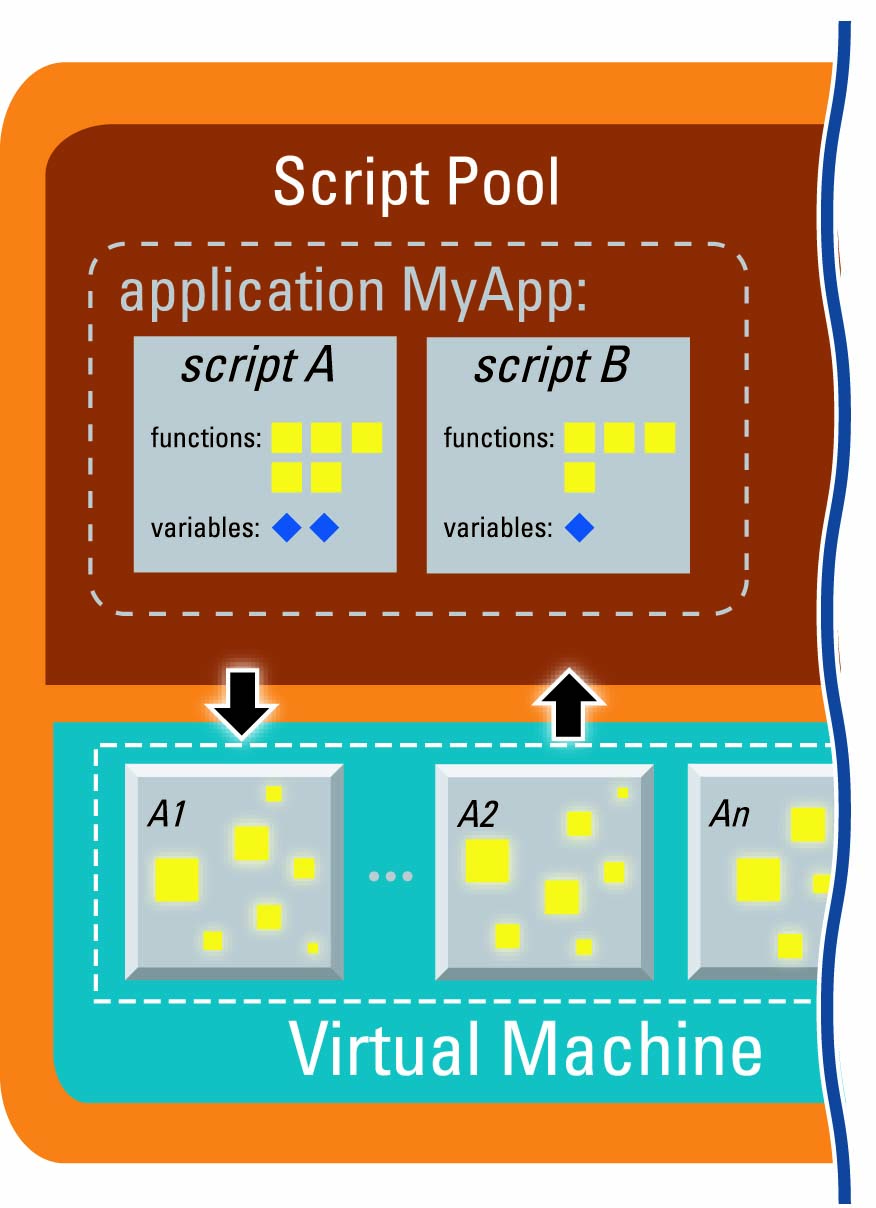 Script Pool
application MyApp:
script A
functions:
variables:
script B
functions:
variables:
A1
...
A2
An
Virtual Machine